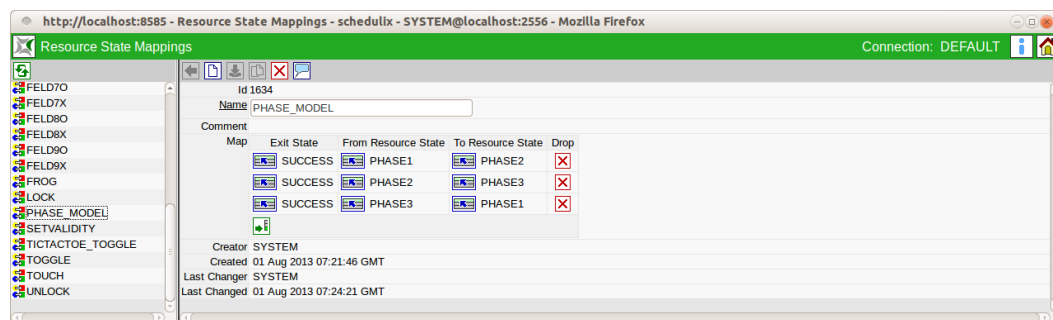 http://localhost:8585 - Resource State Mappings - schedulix - SYSTEM@localhost:2556 - Mozilla Firefox
Resource State Mappings Connection: DEFAULT
FELD7O
FELD7X
FELD8O
FELD8X
FELD9O
FELD9X
FROG
LOCK
PHASE_MODEL
SETVALIDITY
TICTACTOE_TOGGLE
TOGGLE
TOUCH
UNLOCK
Id 1634
Name PHASE_MODEL
Comment
Map Exit State From Resource State To Resource State Drop
SUCCESS PHASE1 PHASE2
SUCCESS PHASE2 PHASE3
SUCCESS PHASE3 PHASE1
Creator SYSTEM
Created 01 Aug 2013 07:21:46 GMT
Last Changer SYSTEM
Last Changed 01 Aug 2013 07:24:21 GMT